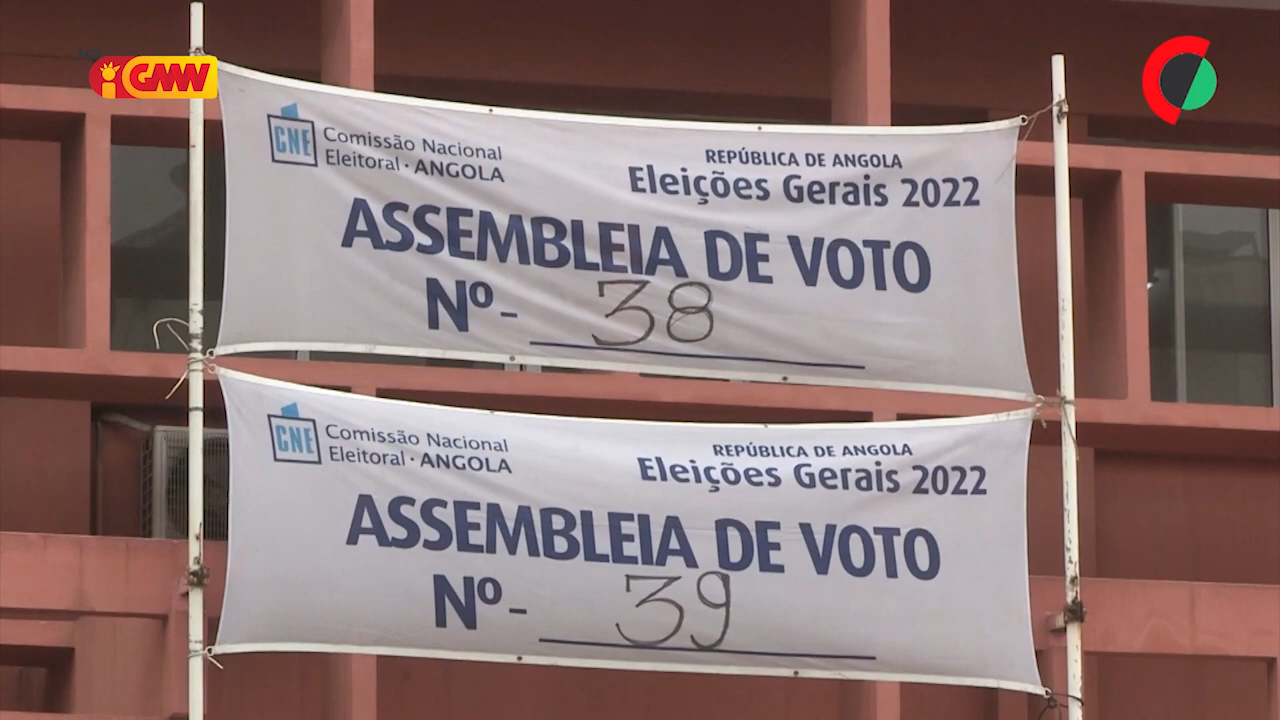 iGMW
CNE
Comissão Nacional
Eleitoral · ANGOLA
REPÚBLICA DE ANGOLA
Eleições Gerais 2022
ASSEMBLEIA DE VOTO
Nº - 38
CNE
Comissão Nacional
Eleitoral · ANGOLA
REPÚBLICA DE ANGOLA
Eleições Gerais 2022
ASSEMBLEIA DE VOTO
Nº - 39